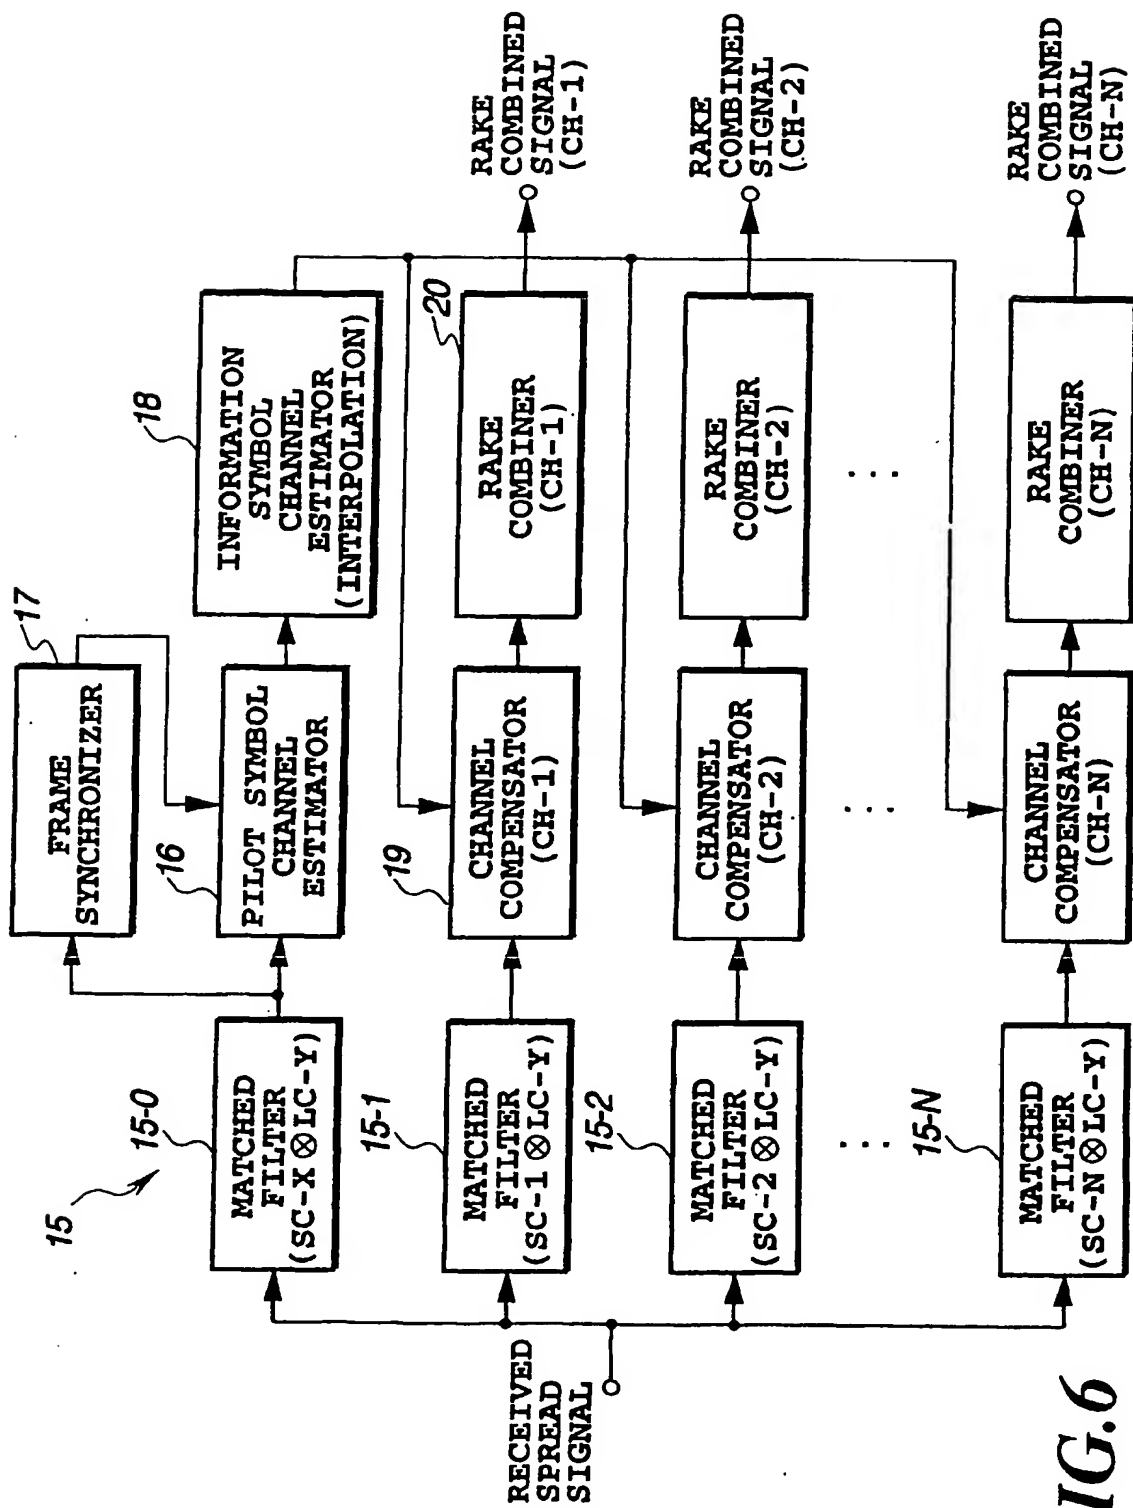 15
15-0
MATCHED
FILTER
(SC-X⊗LC-Y)
17
FRAME
SYNCHRONIZER
16
PILOT SYMBOL
CHANNEL
ESTIMATOR
18
INFORMATION
SYMBOL
CHANNEL
ESTIMATOR
(INTERPOLATION)
RECEIVED
SPREAD
SIGNAL
15-1
MATCHED
FILTER
(SC-1⊗LC-Y)
19
CHANNEL
COMPENSATOR
(CH-1)
20
RAKE
COMBINER
(CH-1)
RAKE
COMBINED
SIGNAL
(CH-1)
15-2
MATCHED
FILTER
(SC-2⊗LC-Y)
CHANNEL
COMPENSATOR
(CH-2)
RAKE
COMBINER
(CH-2)
RAKE
COMBINED
SIGNAL
(CH-2)
...
...
...
15-N
MATCHED
FILTER
(SC-N⊗LC-Y)
CHANNEL
COMPENSATOR
(CH-N)
RAKE
COMBINER
(CH-N)
RAKE
COMBINED
SIGNAL
(CH-N)
IG.6